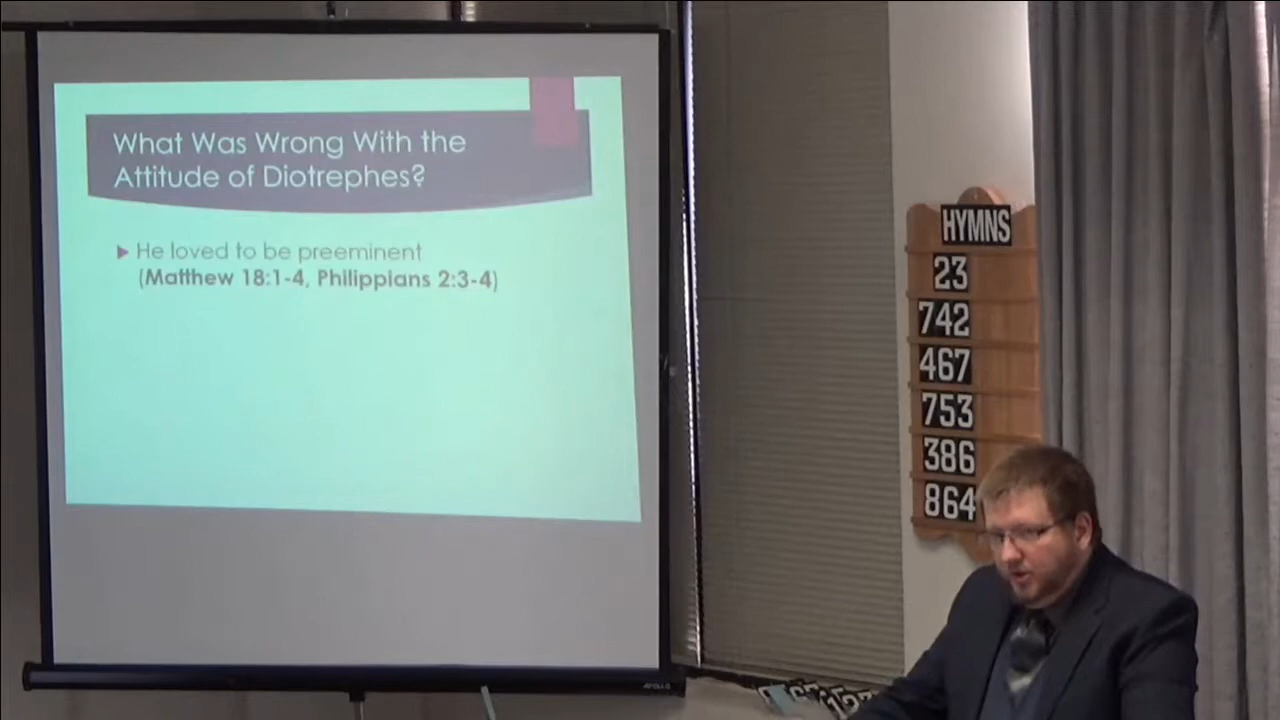 What Was Wrong With the
Attitude of Diotrephes?
He loved to be preeminent
(Matthew 18:1-4, Philippians 2:3-4)
HYMNS
23
742
467
753
386
864
APOLLO